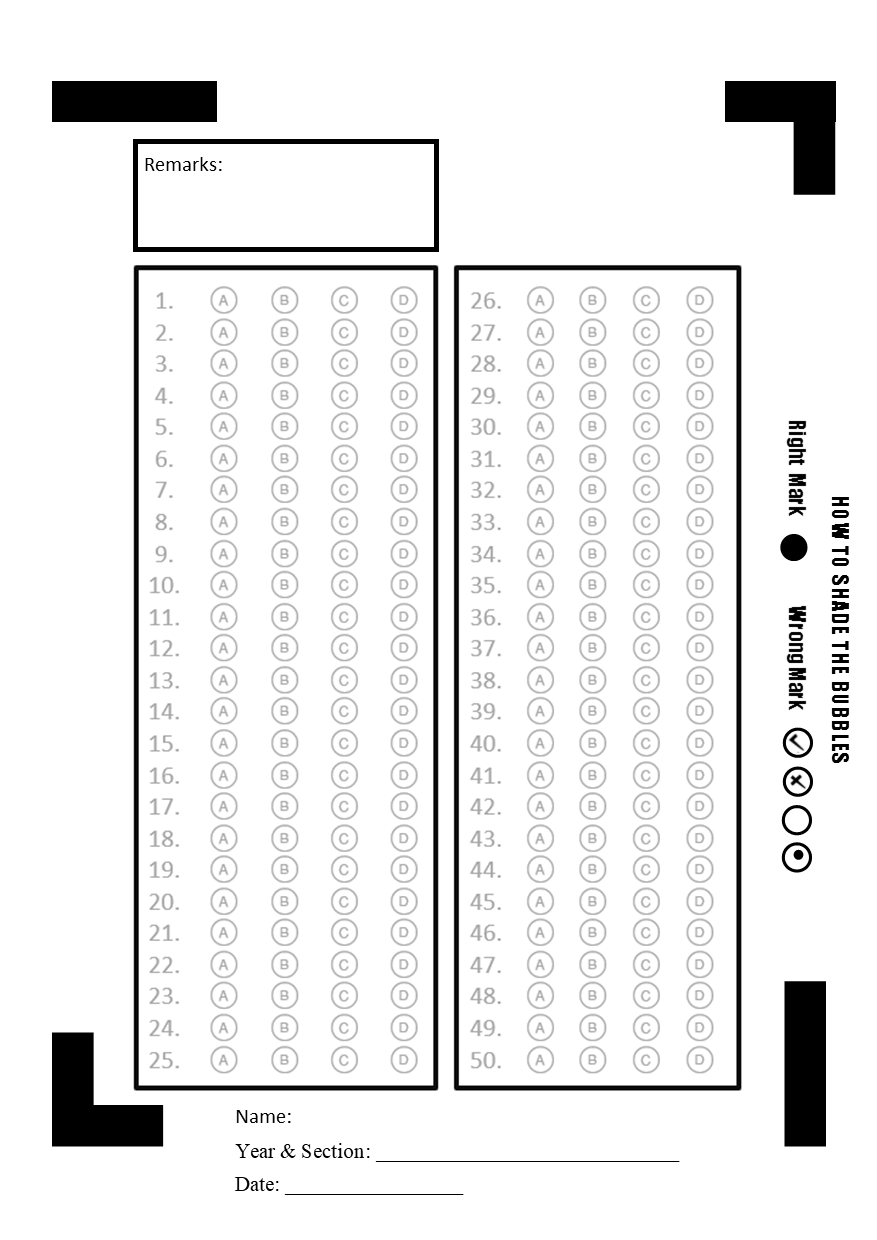 Remarks:
1. A B C D
2. A B C D
3. A B C D
4. A B C D
5. A B C D
6. A B C D
7. A B C D
8. A B C D
9. A B C D
10. A B C D
11. A B C D
12. A B C D
13. A B C D
14. A B C D
15. A B C D
16. A B C D
17. A B C D
18. A B C D
19. A B C D
20. A B C D
21. A B C D
22. A B C D
23. A B C D
24. A B C D
25. A B C D
26. A B C D
27. A B C D
28. A B C D
29. A B C D
30. A B C D
31. A B C D
32. A B C D
33. A B C D
34. A B C D
35. A B C D
36. A B C D
37. A B C D
38. A B C D
39. A B C D
40. A B C D
41. A B C D
42. A B C D
43. A B C D
44. A B C D
45. A B C D
46. A B C D
47. A B C D
48. A B C D
49. A B C D
50. A B C D
HOW TO SHADE THE BUBBLES
Right Mark Wrong Mark
Name:
Year & Section: ____________________________
Date: _________________